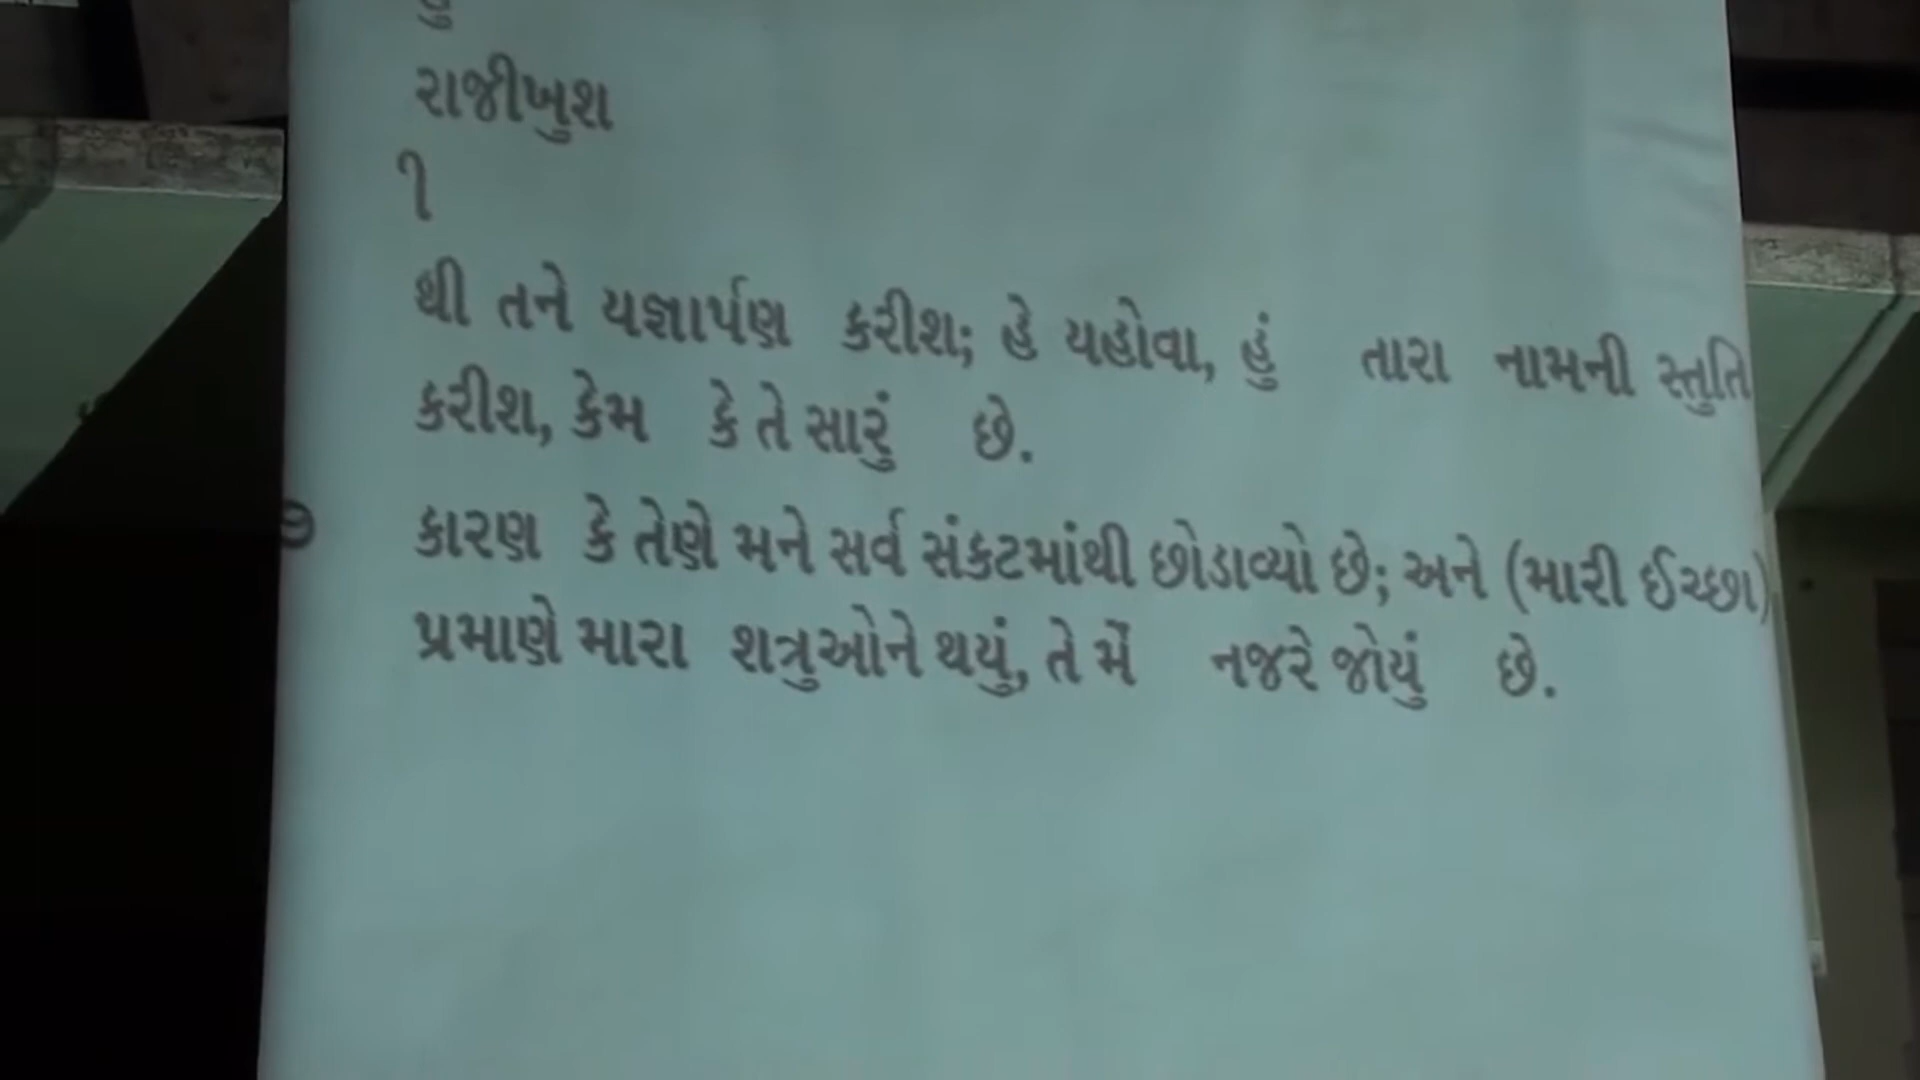 રાજીખુશ
૧
થી તને યજ્ઞાર્પણ કરીશ; હે યહોવા, હું તારા નામની સ્તુતિ
કરીશ, કેમ કે તે સારું છે.
૭ કારણ કે તેણે મને સર્વ સંકટમાંથી છોડાવ્યો છે; અને (મારી ઈચ્છા)
પ્રમાણે મારા શત્રુઓને થયું, તે મેં નજરે જોયું છે.